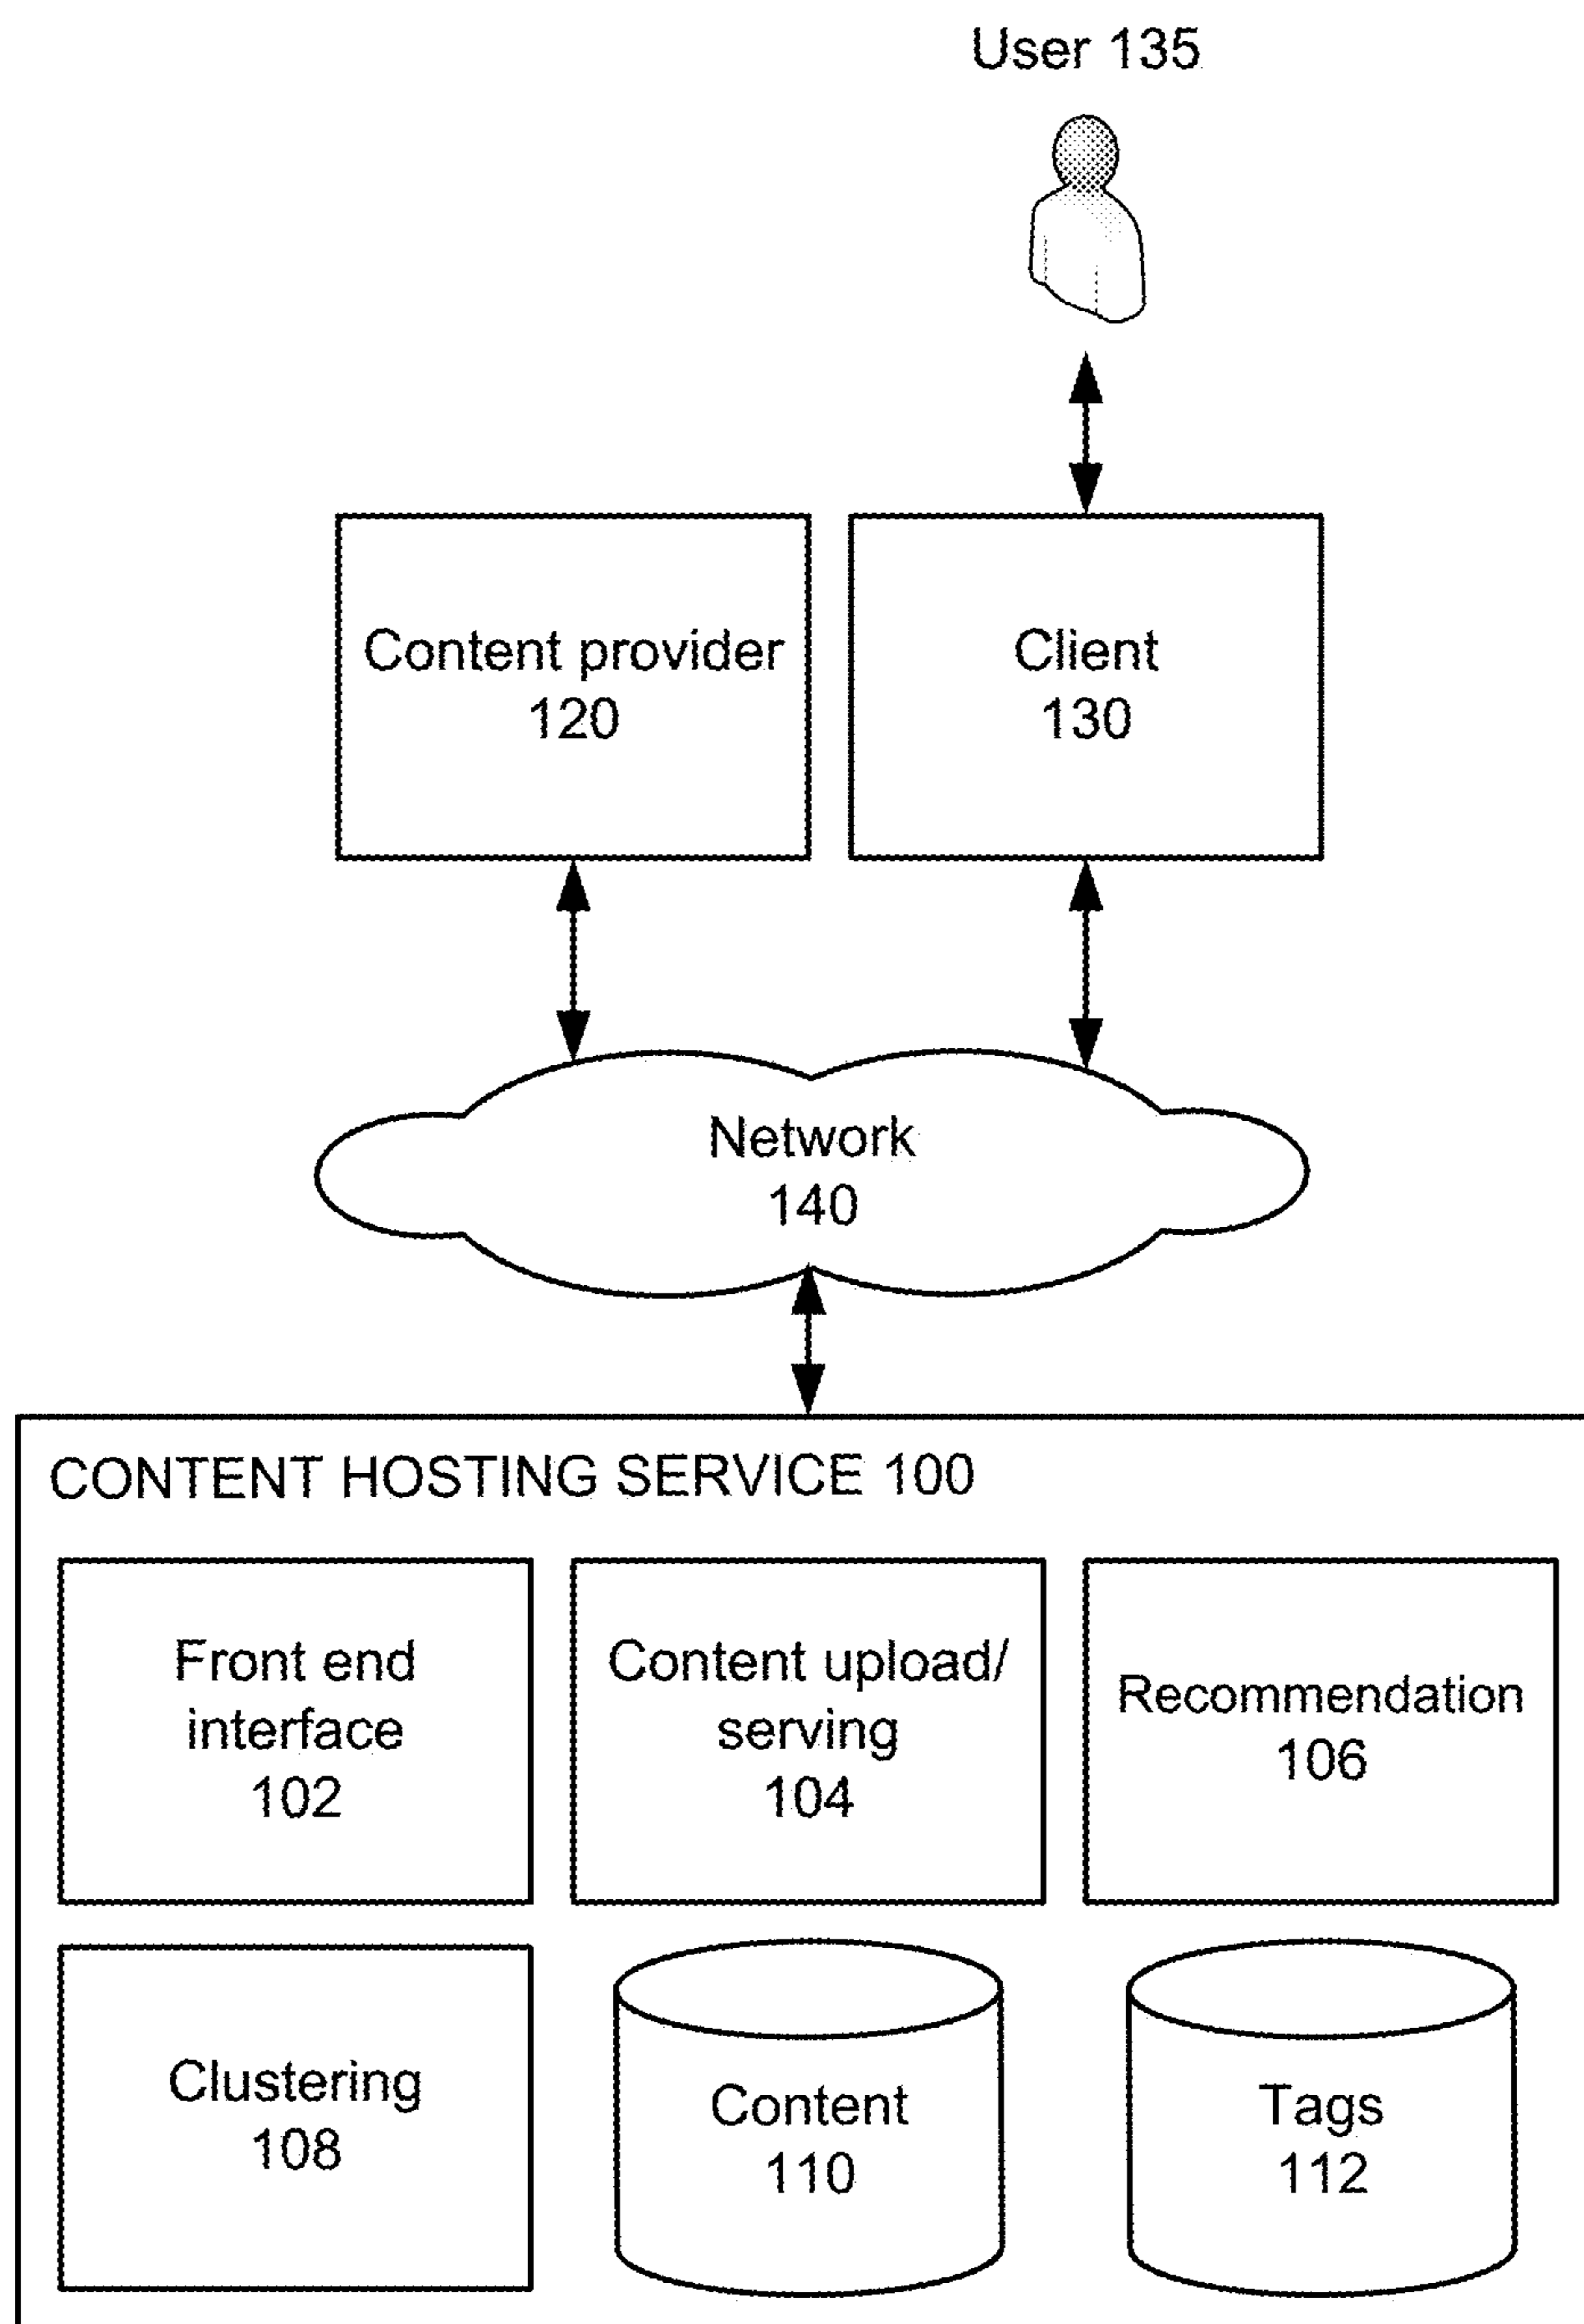 User 135
Content provider
120
Client
130
Network
140
CONTENT HOSTING SERVICE 100
Front end
interface
102
Content upload/
serving
104
Recommendation
106
Clustering
108
Content
110
Tags
112